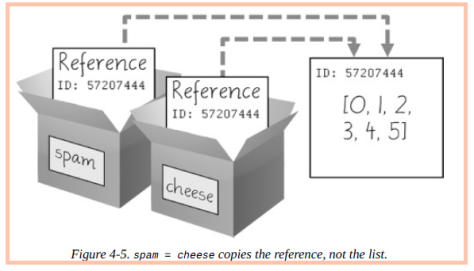 Reference
ID: 57207444
spam
Reference
ID: 57207444
cheese
ID: 57207444
[0, 1, 2,
3, 4, 5]
Figure 4-5. spam = cheese copies the reference, not the list.